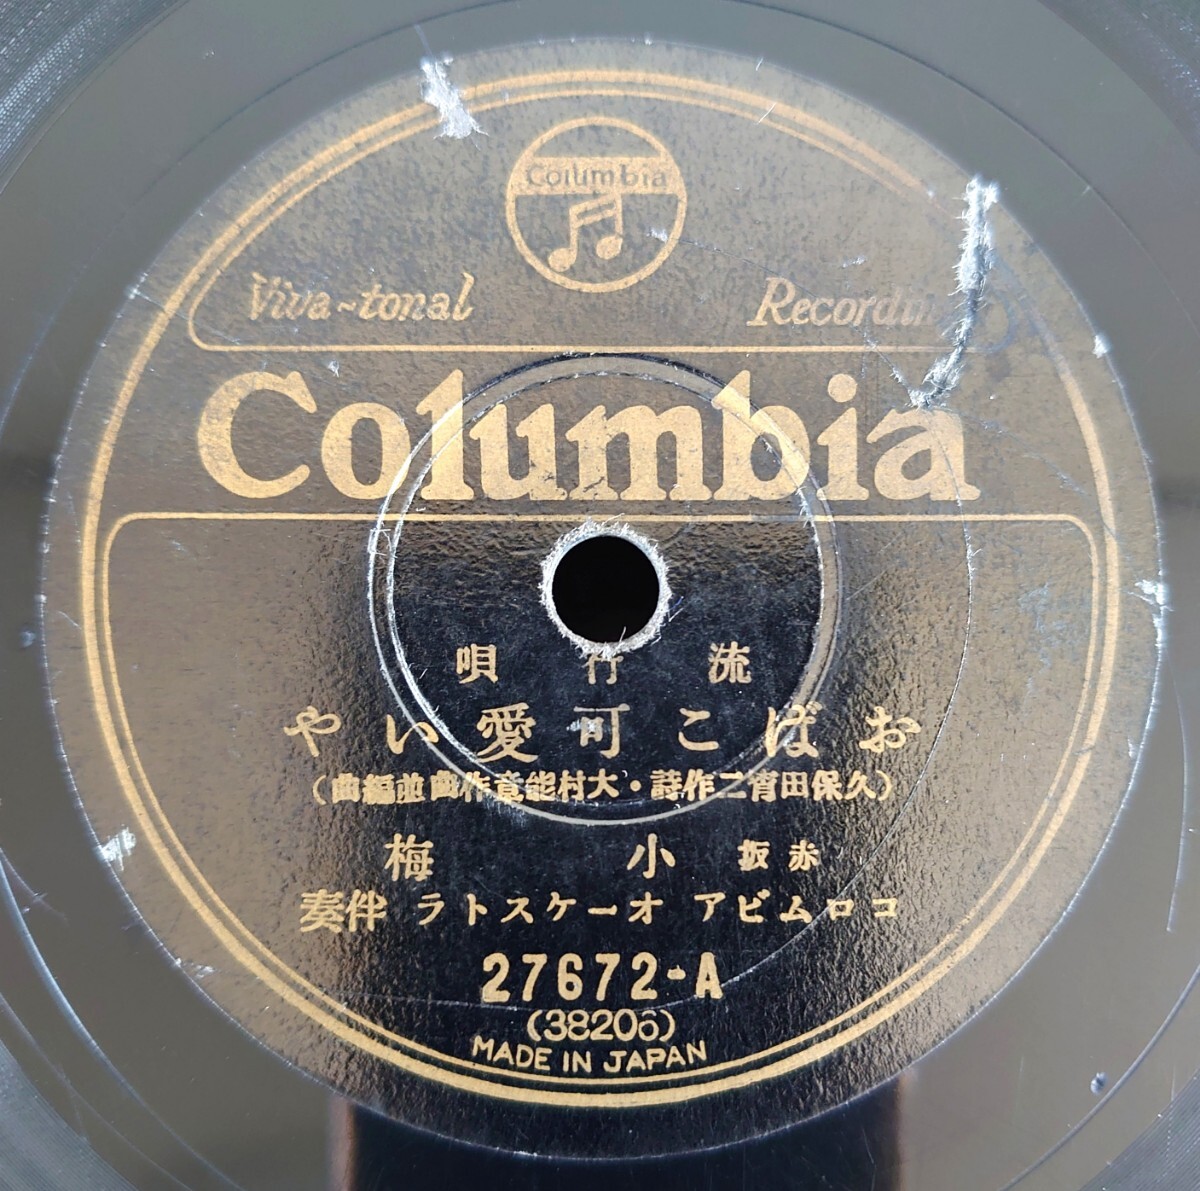 Columbia
Viva-tonal Recording
Columbia
流行唄
おばこ可愛いや
(久保田宵二作詩・大村能章作曲並編曲)
赤坂 小梅
コロムビア オーケストラ 伴奏
27672-A
(38206)
MADE IN JAPAN